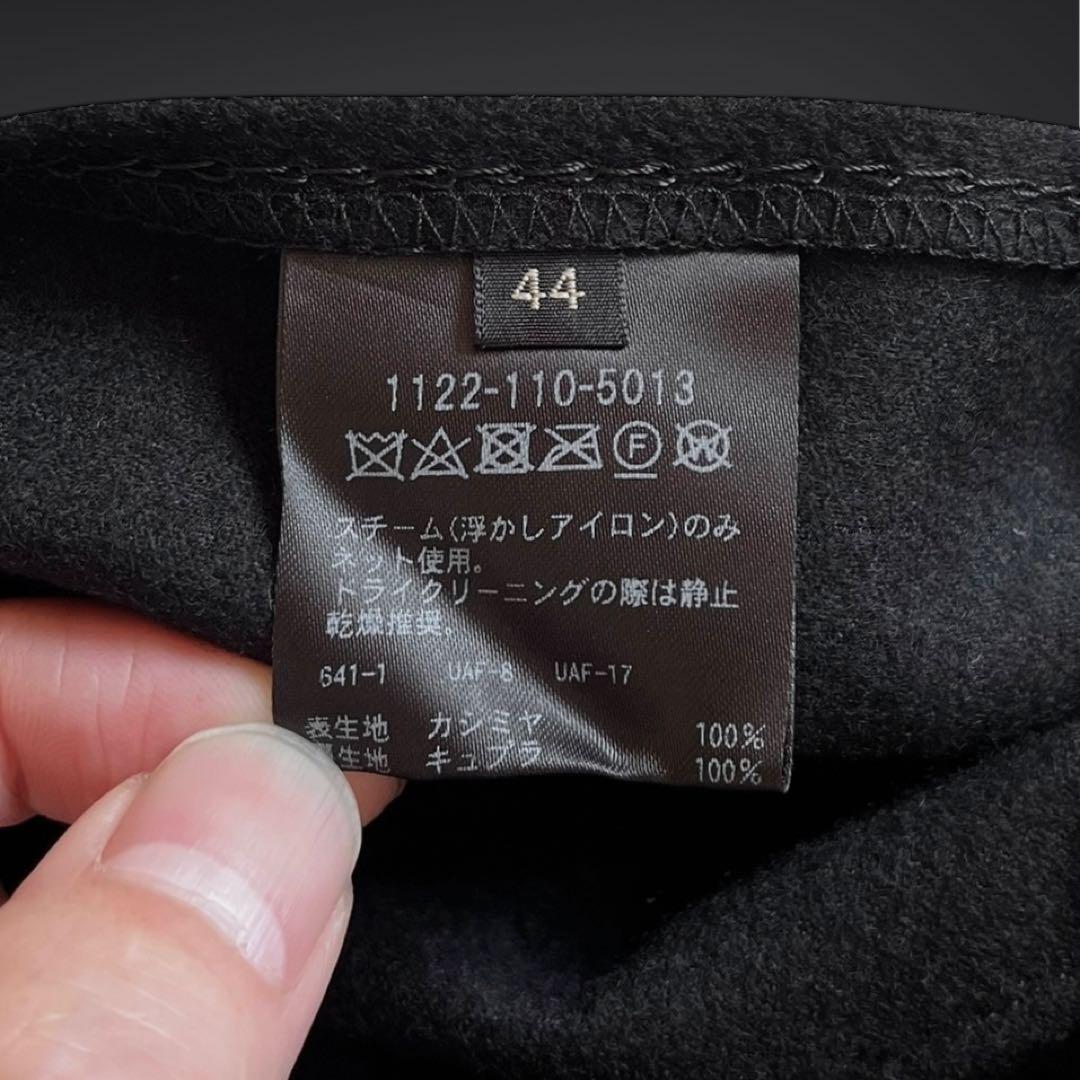 44
1122-110-5013
F W
スチーム(浮かしアイロン)のみ
ネット使用。
ドライクリーニングの際は静止
乾燥推奨。
641-1 UAF-8 UAF-17
表生地 カシミヤ 100%
裏生地 キュプラ 100%